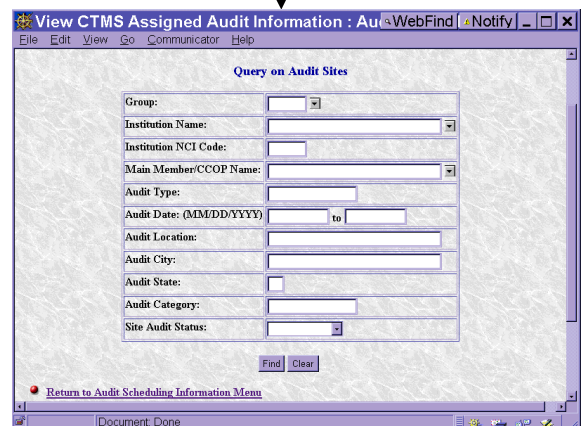 View CTMS Assigned Audit Information : Au
WebFind
Notify
File Edit View Go Communicator Help
Query on Audit Sites
Group:
Institution Name:
Institution NCI Code:
Main Member/CCOP Name:
Audit Type:
Audit Date: (MM/DD/YYYY) to
Audit Location:
Audit City:
Audit State:
Audit Category:
Site Audit Status:
Find Clear
Return to Audit Scheduling Information Menu
Document: Done